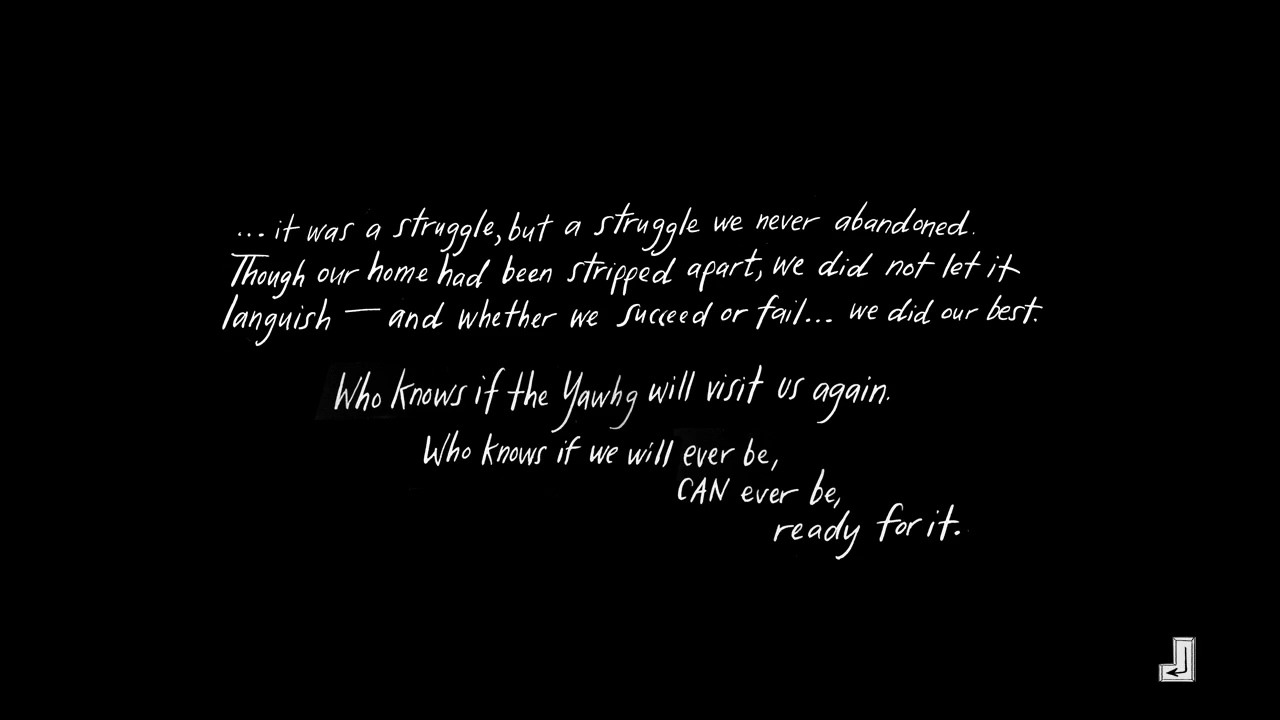 ...it was a struggle, but a struggle we never abandoned.
Though our home had been stripped apart, we did not let it
languish — and whether we succeed or fail... we did our best.
Who knows if the Yawhg will visit us again.
Who knows if we will ever be,
CAN ever be,
ready for it.